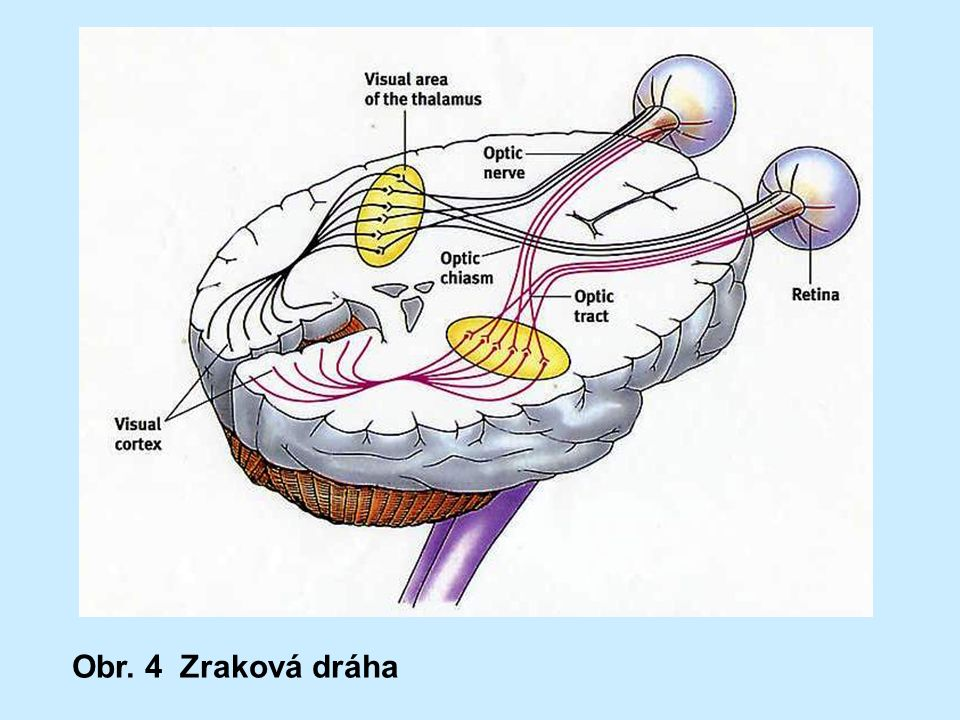 Visual area
of the thalamus
Optic
nerve
Optic
chiasm
Optic
tract
Retina
Visual
cortex
Obr. 4  Zraková dráha